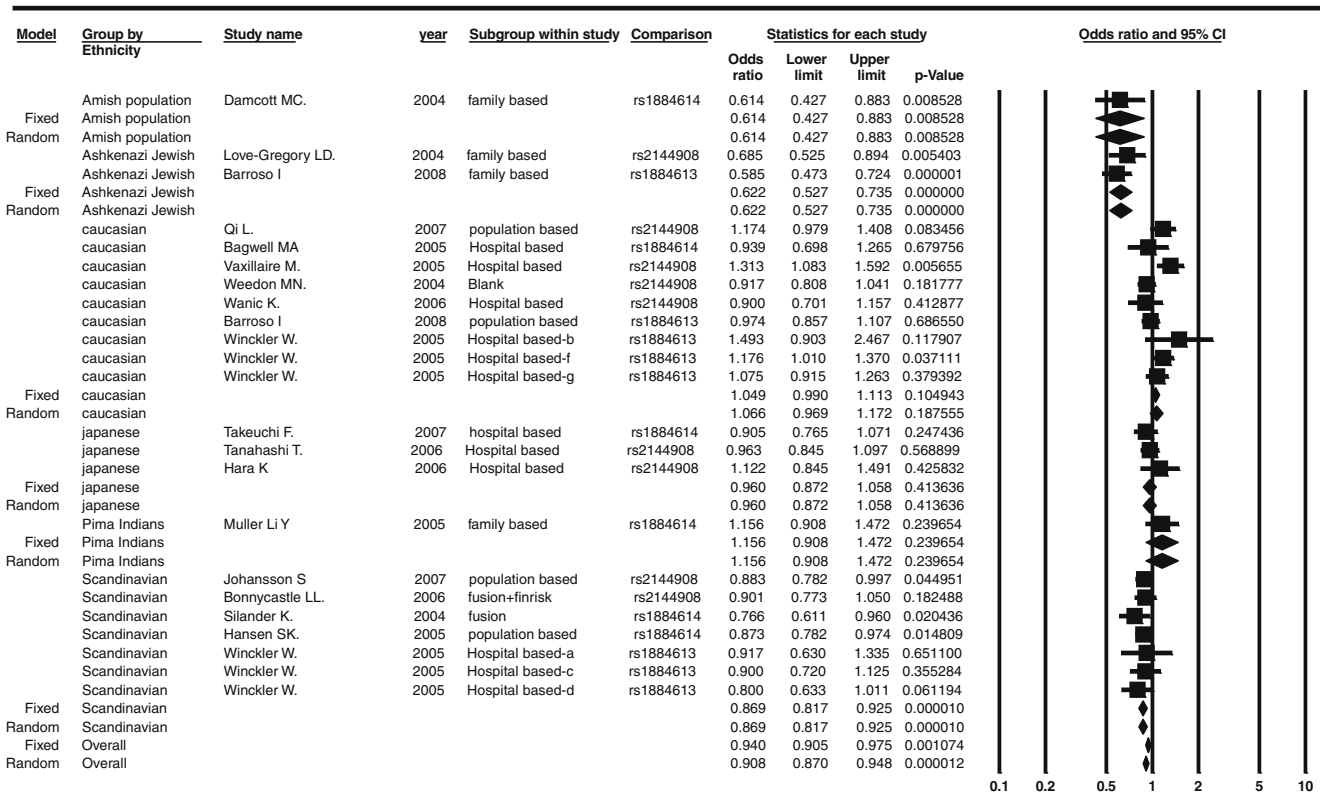 Model Group by Study name year Subgroup within study Comparison Statistics for each study Odds ratio and 95% CI
Ethnicity
Odds Lower Upper
ratio limit limit p-Value
Amish population Damcott MC. 2004 family based rs1884614 0.614 0.427 0.883 0.008528
Fixed Amish population 0.614 0.427 0.883 0.008528
Random Amish population 0.614 0.427 0.883 0.008528
Ashkenazi Jewish Love-Gregory LD. 2004 family based rs2144908 0.685 0.525 0.894 0.005403
Ashkenazi Jewish Barroso I 2008 family based rs1884613 0.585 0.473 0.724 0.000001
Fixed Ashkenazi Jewish 0.622 0.527 0.735 0.000000
Random Ashkenazi Jewish 0.622 0.527 0.735 0.000000
caucasian Qi L. 2007 population based rs2144908 1.174 0.979 1.408 0.083456
caucasian Bagwell MA 2005 Hospital based rs1884614 0.939 0.698 1.265 0.679756
caucasian Vaxillaire M. 2005 Hospital based rs2144908 1.313 1.083 1.592 0.005655
caucasian Weedon MN. 2004 Blank rs2144908 0.917 0.808 1.041 0.181777
caucasian Wanic K. 2006 Hospital based rs2144908 0.900 0.701 1.157 0.412877
caucasian Barroso I 2008 population based rs1884613 0.974 0.857 1.107 0.686550
caucasian Winckler W. 2005 Hospital based-b rs1884613 1.493 0.903 2.467 0.117907
caucasian Winckler W. 2005 Hospital based-f rs1884613 1.176 1.010 1.370 0.037111
caucasian Winckler W. 2005 Hospital based-g rs1884613 1.075 0.915 1.263 0.379392
Fixed caucasian 1.049 0.990 1.113 0.104943
Random caucasian 1.066 0.969 1.172 0.187555
japanese Takeuchi F. 2007 hospital based rs1884614 0.905 0.765 1.071 0.247436
japanese Tanahashi T. 2006 Hospital based rs2144908 0.963 0.845 1.097 0.568899
japanese Hara K 2006 Hospital based rs2144908 1.122 0.845 1.491 0.425832
Fixed japanese 0.960 0.872 1.058 0.413636
Random japanese 0.960 0.872 1.058 0.413636
Pima Indians Muller Li Y 2005 family based rs1884614 1.156 0.908 1.472 0.239654
Fixed Pima Indians 1.156 0.908 1.472 0.239654
Random Pima Indians 1.156 0.908 1.472 0.239654
Scandinavian Johansson S 2007 population based rs2144908 0.883 0.782 0.997 0.044951
Scandinavian Bonnycastle LL. 2006 fusion+finrisk rs2144908 0.901 0.773 1.050 0.182488
Scandinavian Silander K. 2004 fusion rs1884614 0.766 0.611 0.960 0.020436
Scandinavian Hansen SK. 2005 population based rs1884614 0.873 0.782 0.974 0.014809
Scandinavian Winckler W. 2005 Hospital based-a rs1884613 0.917 0.630 1.335 0.651100
Scandinavian Winckler W. 2005 Hospital based-c rs1884613 0.900 0.720 1.125 0.355284
Scandinavian Winckler W. 2005 Hospital based-d rs1884613 0.800 0.633 1.011 0.061194
Fixed Scandinavian 0.869 0.817 0.925 0.000010
Random Scandinavian 0.869 0.817 0.925 0.000010
Fixed Overall 0.940 0.905 0.975 0.001074
Random Overall 0.908 0.870 0.948 0.000012
0.1 0.2 0.5 1 2 5 10